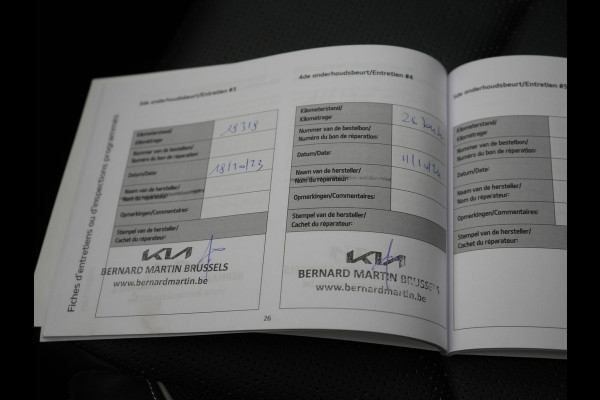 Fiches d'entretiens ou d'inspections programmées
3de onderhoudsbeurt/Entretien #3
Kilometerstand/
Kilométrage:
18318
Nummer van de bestelbon/
Numéro du bon de réparation:
Datum/Date:
Naam van de hersteller/
Nom du réparateur:
Opmerkingen/Commentaires:
Stempel van de hersteller/
Cachet du réparateur:
KIA
BERNARD MARTIN BRUSSELS
www.bernardmartin.be
26
4de onderhoudsbeurt/Entretien #4
Kilometerstand/
Kilométrage:
Nummer van de bestelbon/
Numéro du bon de réparation:
Datum/Date:
Naam van de hersteller/
Nom du réparateur:
Opmerkingen/Commentaires:
Stempel van de hersteller/
Cachet du réparateur:
KIA
BERNARD MARTIN BRUSSELS
www.bernardmartin.be
5de onderhoudsbeurt/Entretien #5
Kilometerstand/
Kilométrage:
Nummer van de bestelbon/
Numéro du bon de réparation:
Datum/Date:
Naam van de hersteller/
Nom du réparateur:
Opmerkingen/Commentaires:
Stempel van de hersteller/
Cachet du réparateur: